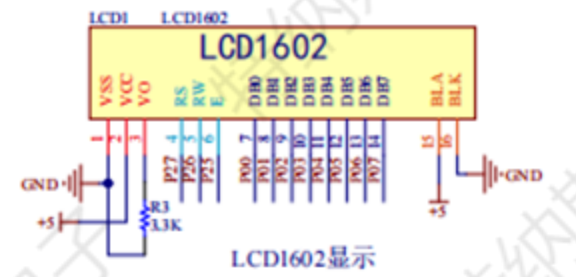 LCD1 LCD1602
LCD1602
VSS VCC VO RS RW E DB0 DB1 DB2 DB3 DB4 DB5 DB6 DB7 BLA BLK
1 2 3 4 5 6 7 8 9 10 11 12 13 14 15 16
P27 P26 P25 P00 P01 P02 P03 P04 P05 P06 P07
GND GND
+5 R3 +5
3.3K
LCD1602显示